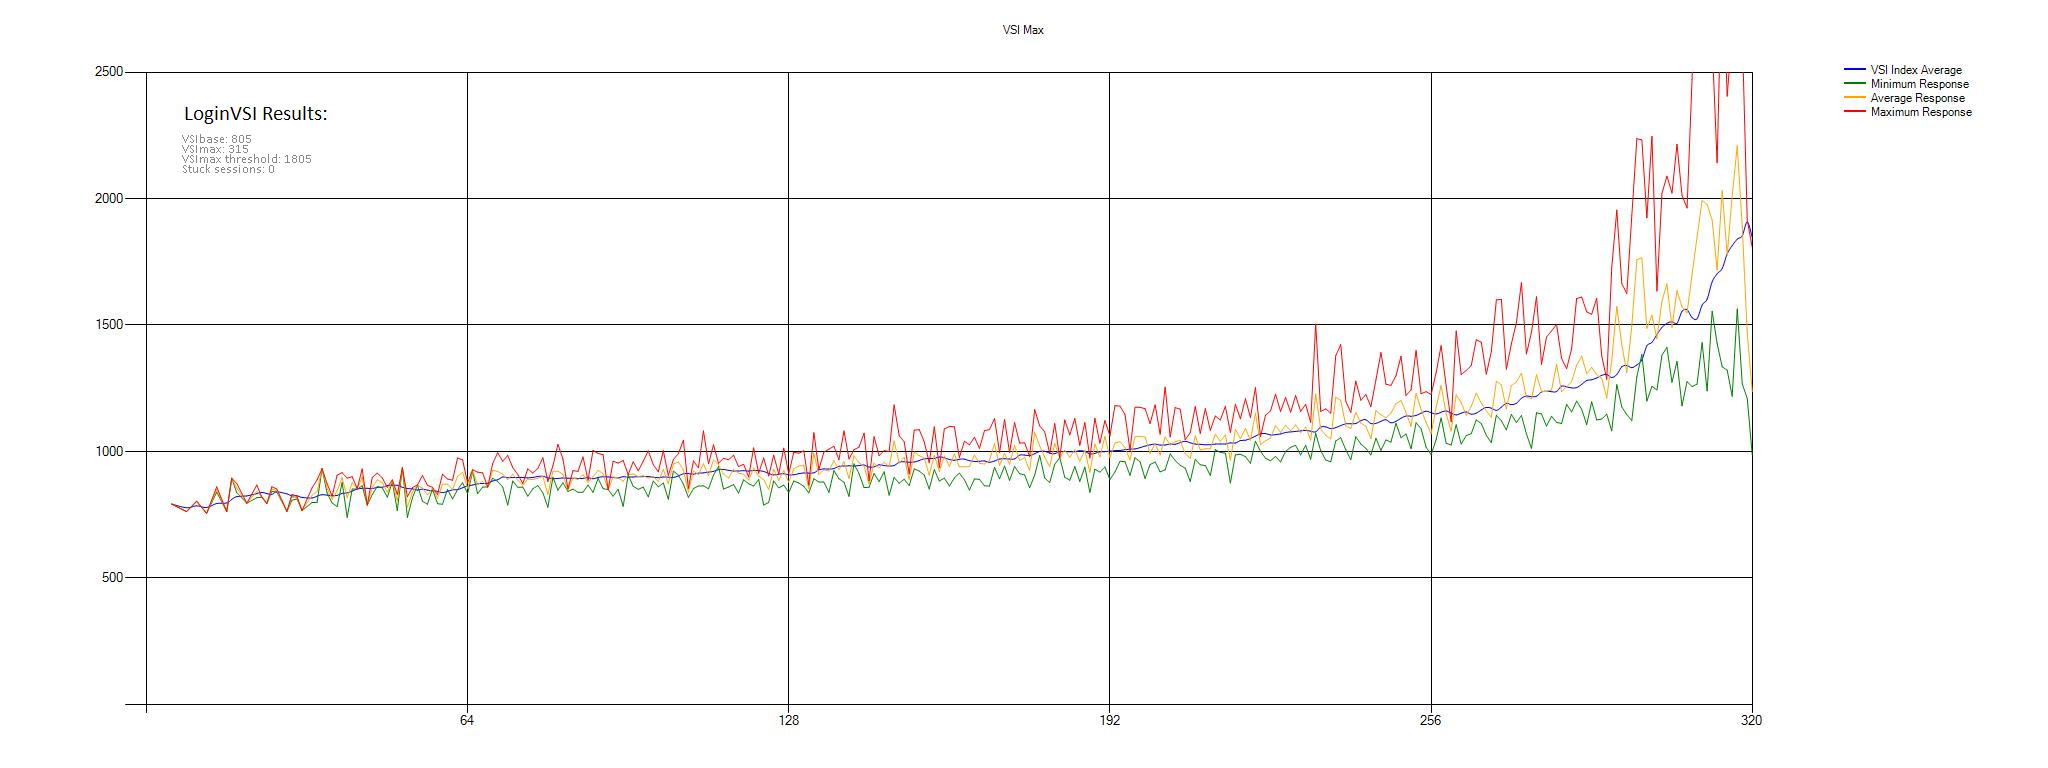 VSI Max
2500
2000
1500
1000
500
LoginVSI Results:
VSIbase: 805
VSImax: 315
VSImax threshold: 1805
Stuck sessions: 0
VSI Index Average
Minimum Response
Average Response
Maximum Response
64
128
192
256
320